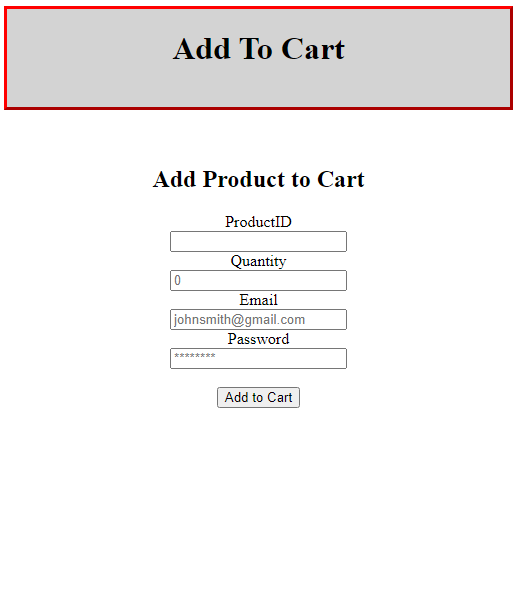 Add To Cart
Add Product to Cart
ProductID
Quantity
0
Email
johnsmith@gmail.com
Password
********
Add to Cart